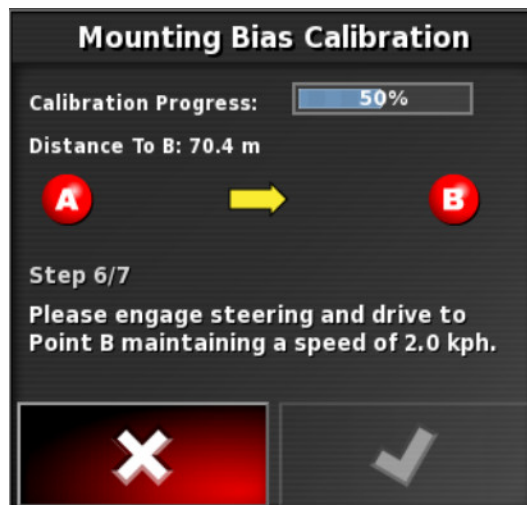 Mounting Bias Calibration
Calibration Progress: 50%
Distance To B: 70.4 m
A B
Step 6/7
Please engage steering and drive to
Point B maintaining a speed of 2.0 kph.